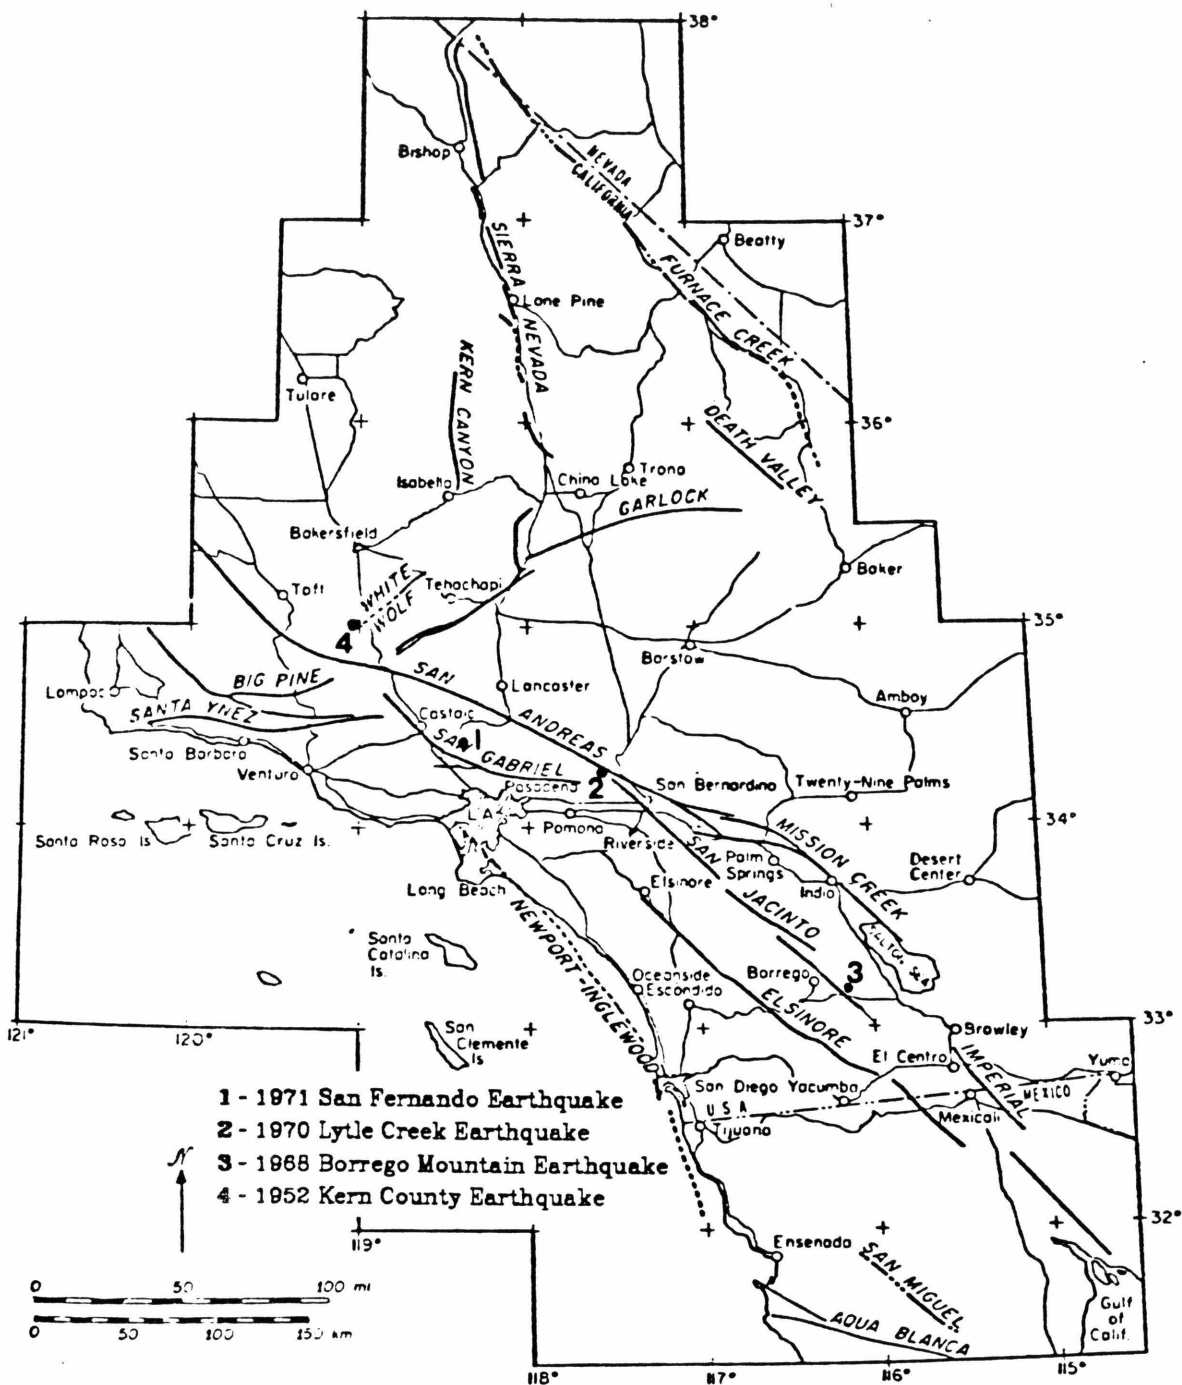 38°
Bishop
NEVADA
CALIFORNIA
37°
Beatty
SIERRA NEVADA
FURNACE CREEK
Lone Pine
KERN CANYON
Tulare
36°
DEATH VALLEY
Trona
China Lake
Isabella
GARLOCK
Bakersfield
Baker
WHITE WOLF
Tehachapi
Taft
4
35°
Barstow
SAN ANDREAS
BIG PINE
Lompoc
Lancaster
Amboy
SANTA YNEZ
Castaic
1
SAN GABRIEL
Santa Barbara
Ventura
2
San Bernardino
Twenty-Nine Palms
Pasadena
L.A.
Pomona
34°
Santa Rosa Is
Santa Cruz Is.
Riverside
MISSION CREEK
SAN JACINTO
Palm Springs
Desert Center
Long Beach
Elsinore
Indio
NEWPORT-INGLEWOOD
SALTON SEA
Santa Catalina Is.
3
Borrego
Oceanside
Escondido
ELSINORE
121°
120°
33°
San Clemente Is
Brawley
El Centro
IMPERIAL
Yuma
San Diego
Yacumba
USA
MEXICO
Mexicali
Tijuana
1 - 1971 San Fernando Earthquake
2 - 1970 Lytle Creek Earthquake
3 - 1968 Borrego Mountain Earthquake
4 - 1952 Kern County Earthquake
N
32°
119°
Ensenada
SAN MIGUEL
0 50 100 mi
Gulf of Calif.
AQUA BLANCA
0 50 100 150 km
118°
117°
116°
115°